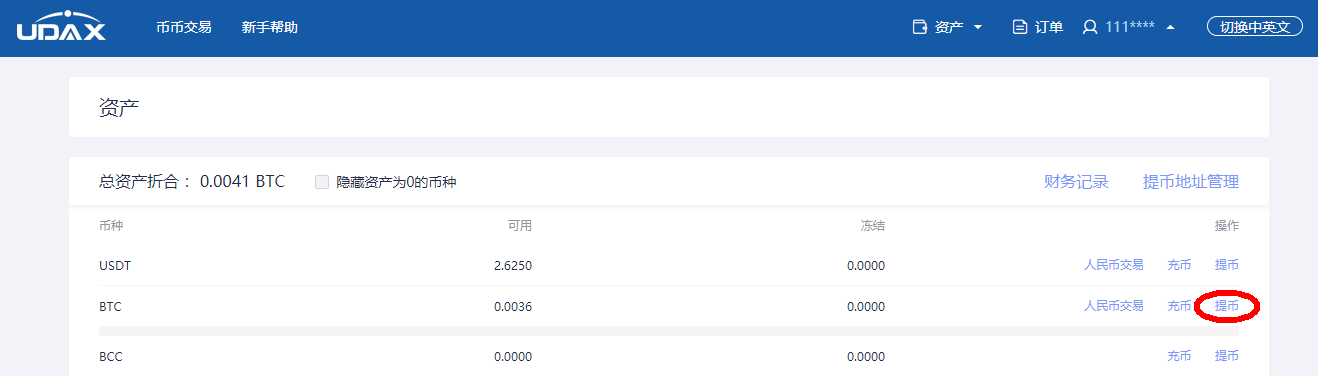 UDAX 币币交易 新手帮助 资产 订单 111**** 切换中英文
资产
总资产折合： 0.0041 BTC 隐藏资产为0的币种 财务记录 提币地址管理
币种 可用 冻结 操作
USDT 2.6250 0.0000 人民币交易 充币 提币
BTC 0.0036 0.0000 人民币交易 充币 提币
BCC 0.0000 0.0000 充币 提币